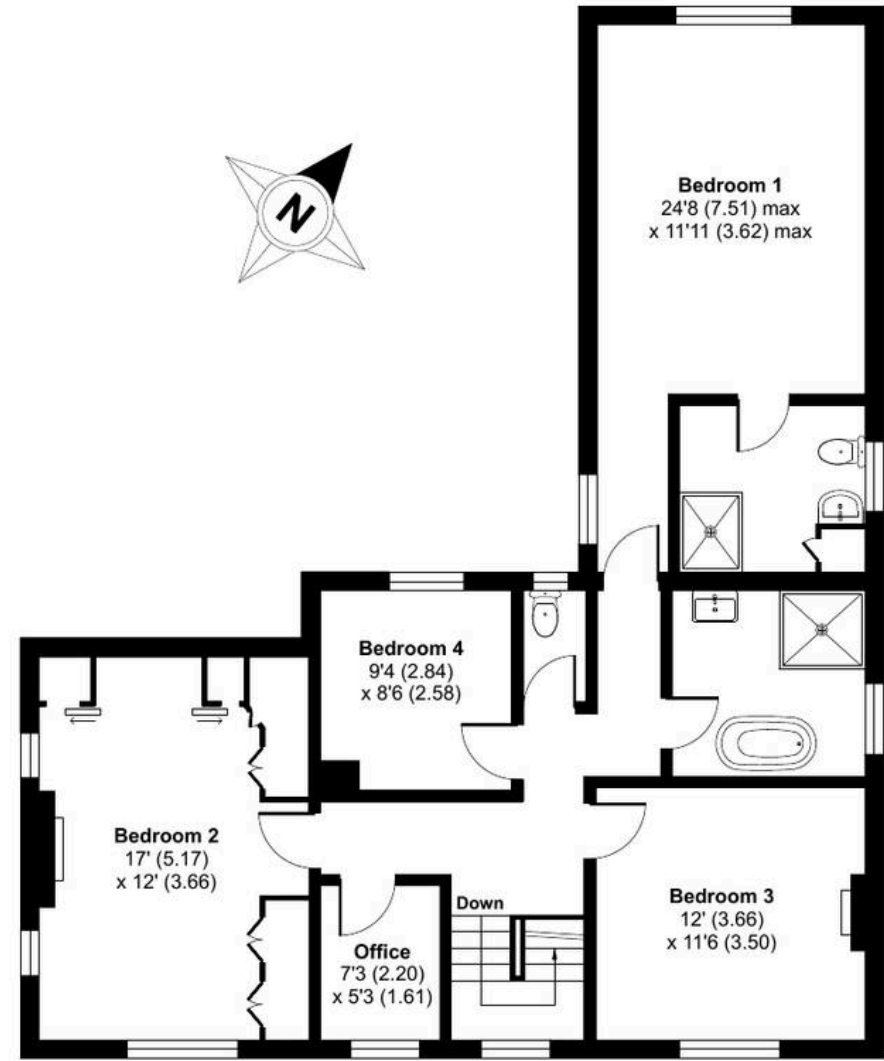 Bedroom 1
24'8 (7.51) max
x 11'11 (3.62) max
N
Bedroom 4
9'4 (2.84)
x 8'6 (2.58)
Bedroom 2
17' (5.17)
x 12' (3.66)
Bedroom 3
12' (3.66)
x 11'6 (3.50)
Down
Office
7'3 (2.20)
x 5'3 (1.61)